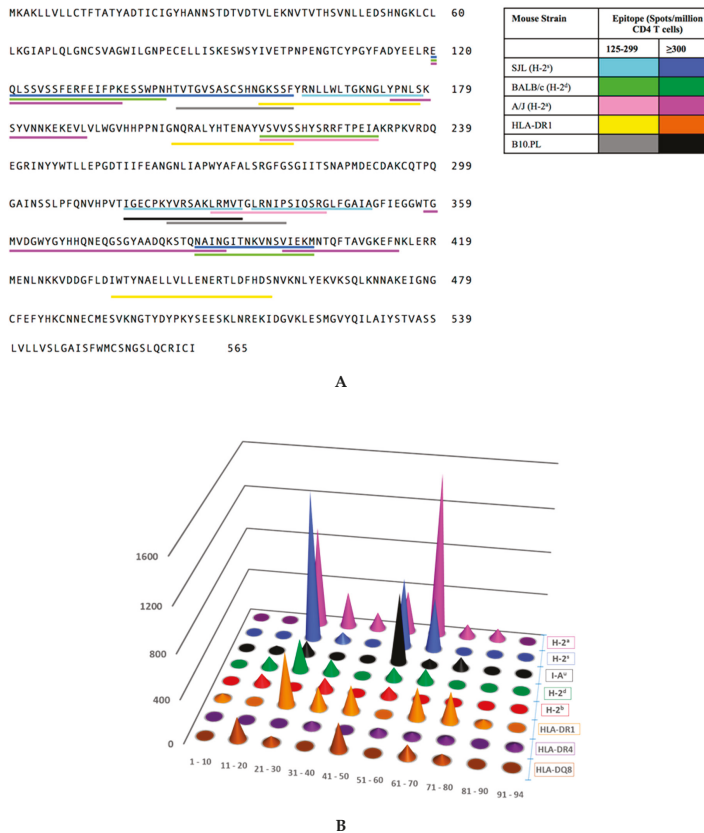 MKAKLLVLLCTFTATYADTICIGYHANNSTDTVDTVLEKNVTVTHSVNLLEDSHNGKLCL 60
LKGIAPLQLGNCSVAGWILGNPECELLISKESWSYIVETPNPENGTCYPGYFADYEELRE 120
QLSSVSSFERFEIFPKESSWPNHTVTGVSASCSHNGKSSFYRNLLWLTGKNGLYPNLSK 179
SYVNNKEKEVLVLWGVHHPPNIGNQRALYHTENAYVSVVSSHYSRRFTPEIAKRPKVRDQ 239
EGRINYYWTLLEPGDTIIFEANGNLIAPWYAFALSRGFGSGIITSNAPMDECDAKCQTPQ 299
GAINSSLPFQNVHPVTIGECPKYVRSAKLRMVTGLRNIPSIQSRGLFGAIAGFIEGGWTG 359
MVDGWYGYHHQNEQGSGYAADQKSTQNAINGITNKVNSVIEKMNTQFTAVGKEFNKLERR 419
MENLNKKVDDGFLDIWTYNAELLVLLENERTLDFHDSNVKNLYEKVKSQLKNNAKEIGNG 479
CFEFYHKCNNECMESVKNGTYDYPKYSEESKLNREKIDGVKLESMGVYQILAIYSTVASS 539
LVLLVSLGAISFWMCSNGSLQCRICI 565
Mouse Strain
Epitope (Spots/million CD4 T cells)
125-299 ≥300
SJL (H-2ˢ)
BALB/c (H-2ᵈ)
A/J (H-2ᵃ)
HLA-DR1
B10.PL
A
1600
1200
800
400
0
1 - 10 11 - 20 21 - 30 31 - 40 41 - 50 51 - 60 61 - 70 71 - 80 81 - 90 91 - 94
H-2ᵃ
H-2ˢ
I-Aᵘ
H-2ᵈ
H-2ᵇ
HLA-DR1
HLA-DR4
HLA-DQ8
B